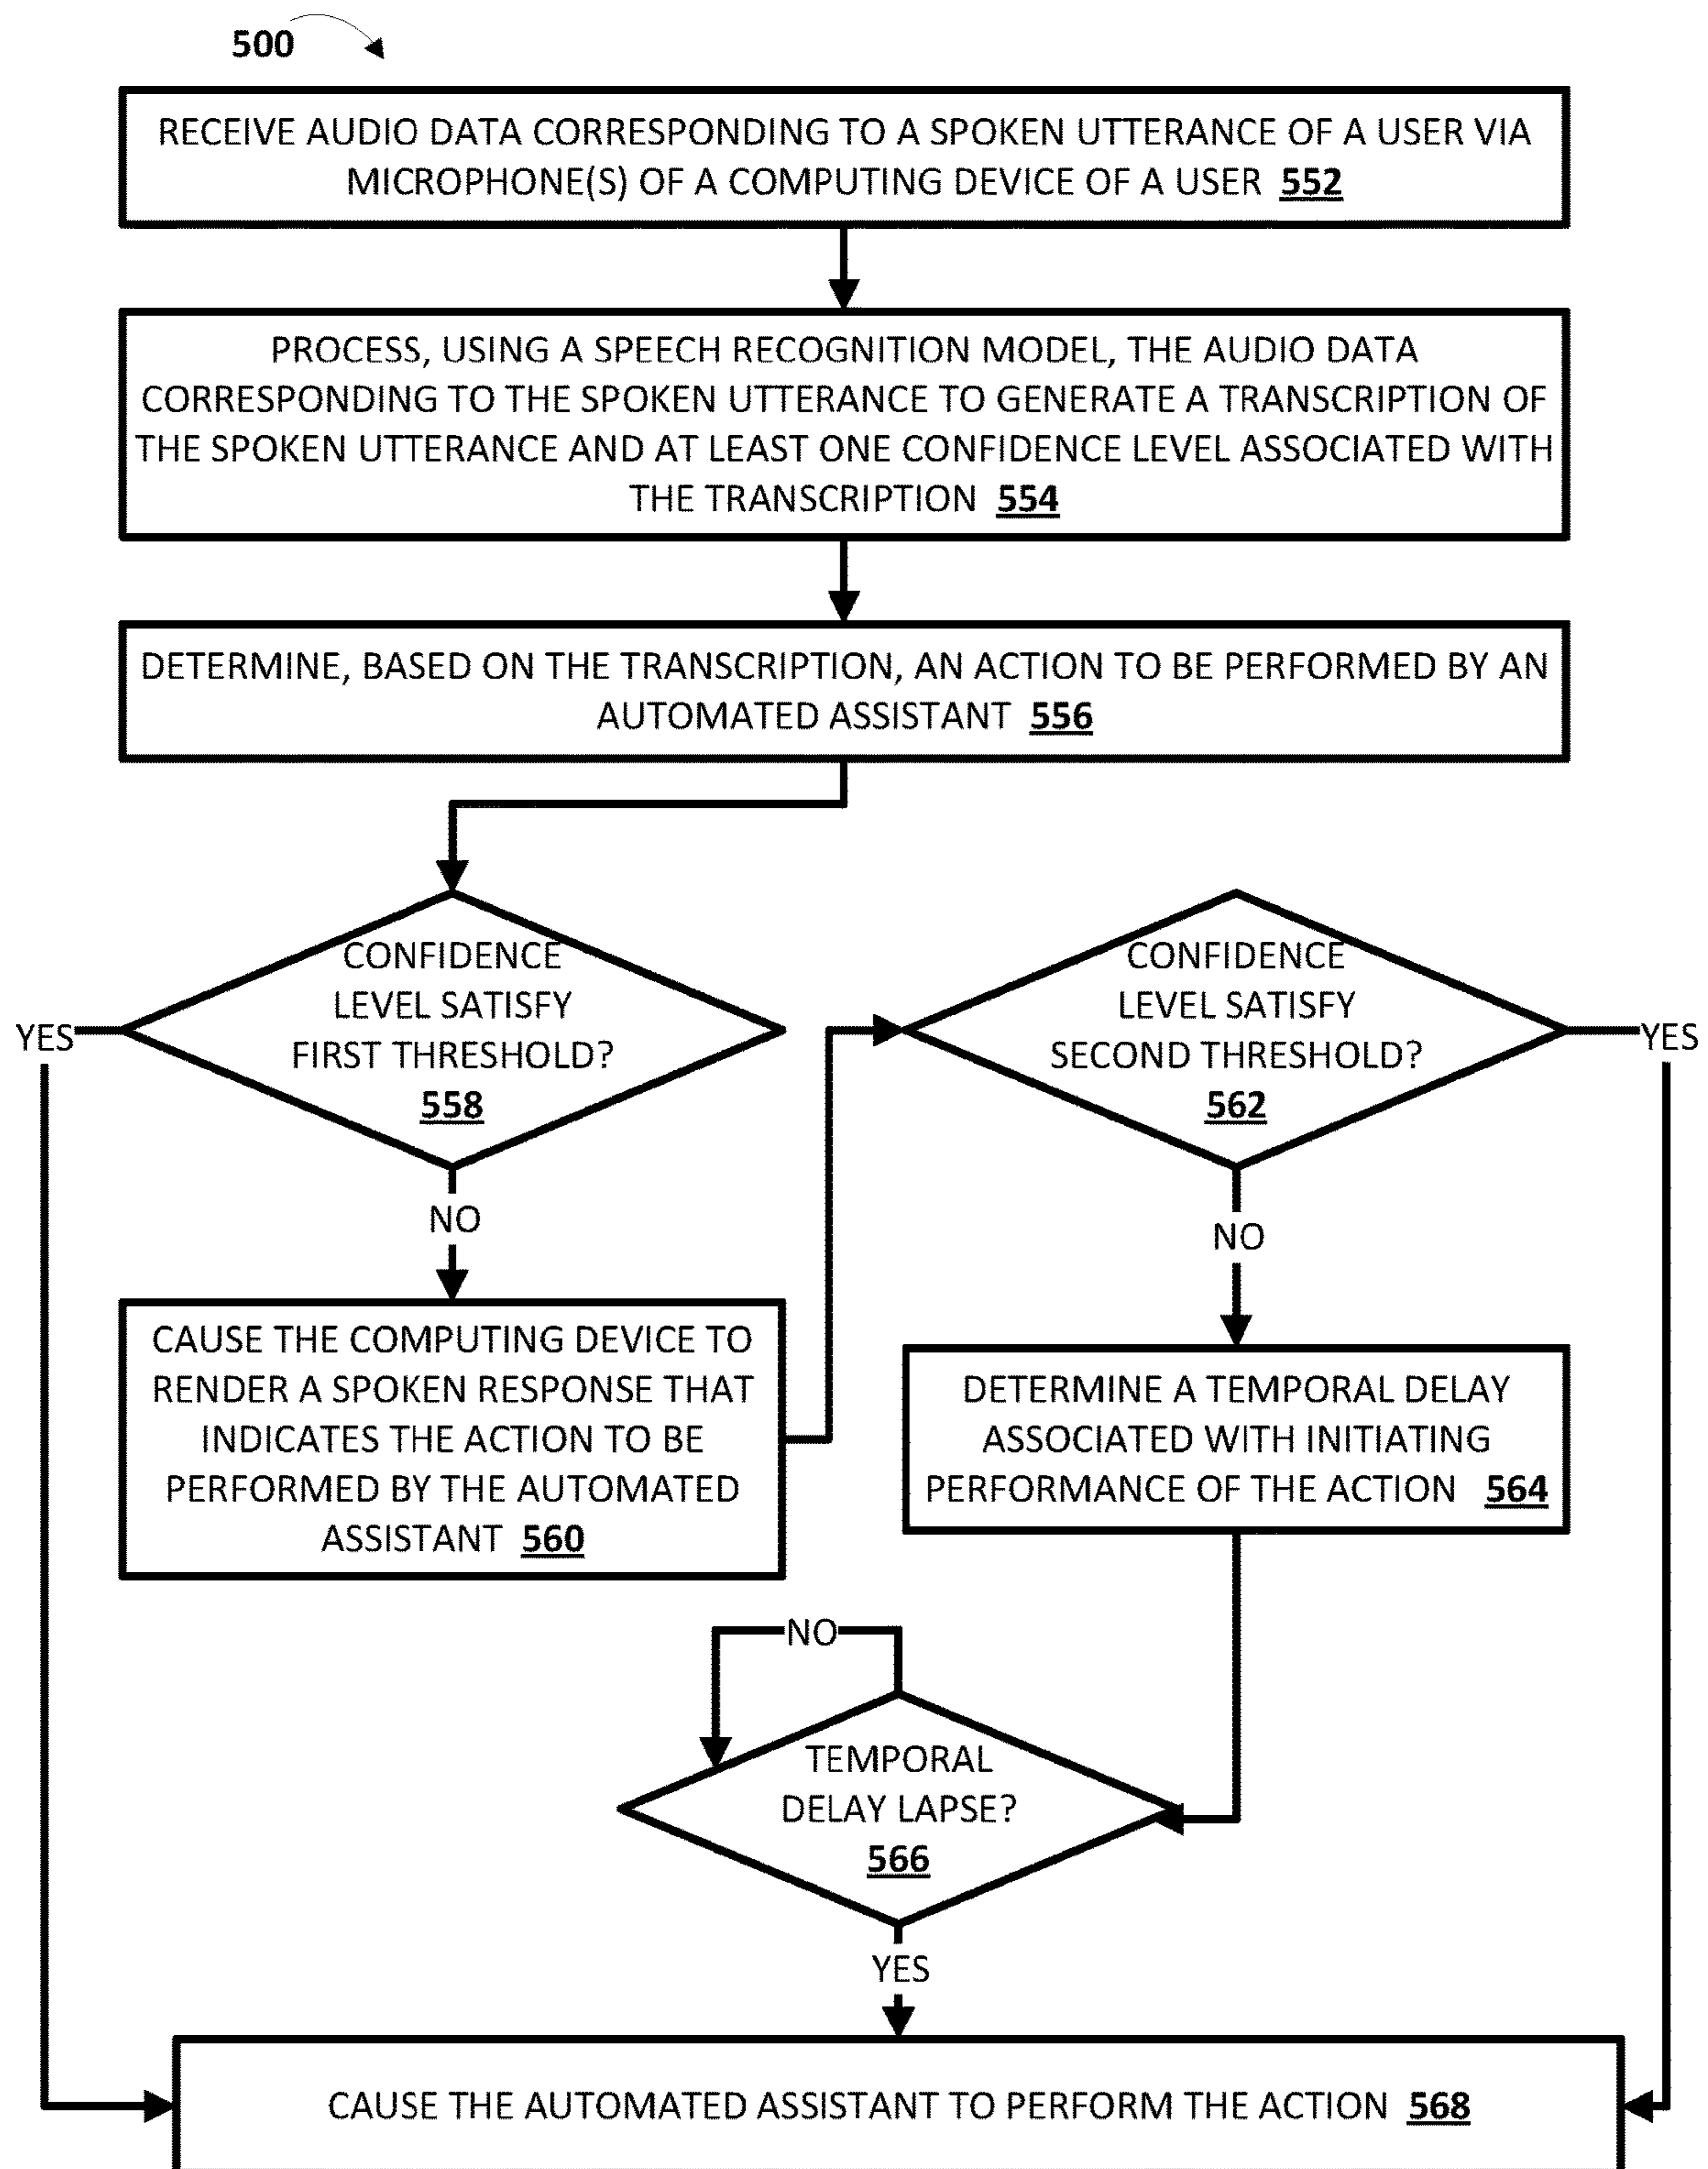 500
RECEIVE AUDIO DATA CORRESPONDING TO A SPOKEN UTTERANCE OF A USER VIA
MICROPHONE(S) OF A COMPUTING DEVICE OF A USER 552
PROCESS, USING A SPEECH RECOGNITION MODEL, THE AUDIO DATA
CORRESPONDING TO THE SPOKEN UTTERANCE TO GENERATE A TRANSCRIPTION OF
THE SPOKEN UTTERANCE AND AT LEAST ONE CONFIDENCE LEVEL ASSOCIATED WITH
THE TRANSCRIPTION 554
DETERMINE, BASED ON THE TRANSCRIPTION, AN ACTION TO BE PERFORMED BY AN
AUTOMATED ASSISTANT 556
CONFIDENCE
LEVEL SATISFY
FIRST THRESHOLD?
558
YES
NO
CAUSE THE COMPUTING DEVICE TO
RENDER A SPOKEN RESPONSE THAT
INDICATES THE ACTION TO BE
PERFORMED BY THE AUTOMATED
ASSISTANT 560
CONFIDENCE
LEVEL SATISFY
SECOND THRESHOLD?
562
YES
NO
DETERMINE A TEMPORAL DELAY
ASSOCIATED WITH INITIATING
PERFORMANCE OF THE ACTION 564
NO
TEMPORAL
DELAY LAPSE?
566
YES
CAUSE THE AUTOMATED ASSISTANT TO PERFORM THE ACTION 568